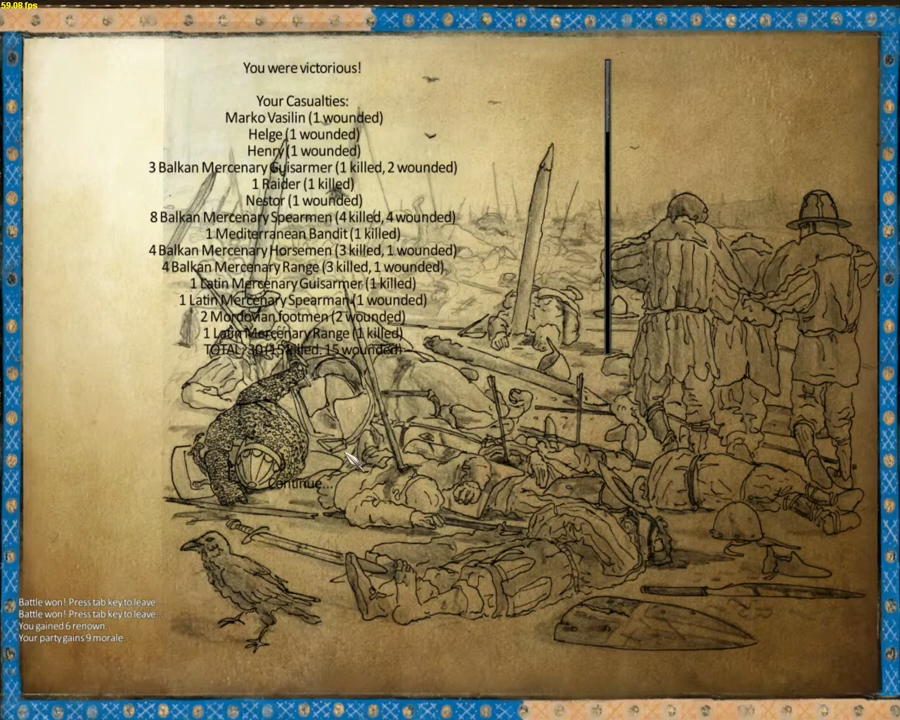 59.08 fps
You were victorious!
Your Casualties:
Marko Vasilin (1 wounded)
Helge (1 wounded)
Henry (1 wounded)
3 Balkan Mercenary Guisarmer (1 killed, 2 wounded)
1 Raider (1 killed)
Nestor (1 wounded)
8 Balkan Mercenary Spearmen (4 killed, 4 wounded)
1 Mediterranean Bandit (1 killed)
4 Balkan Mercenary Horsemen (3 killed, 1 wounded)
4 Balkan Mercenary Range (3 killed, 1 wounded)
1 Latin Mercenary Guisarmer (1 killed)
1 Latin Mercenary Spearman (1 wounded)
2 Mordovian footmen (2 wounded)
1 Latin Mercenary Range (1 killed)
TOTAL: 30 (15 killed, 15 wounded)
Continue...
Battle won! Press tab key to leave
Battle won! Press tab key to leave...
You gained 6 renown.
Your party gains 9 morale.